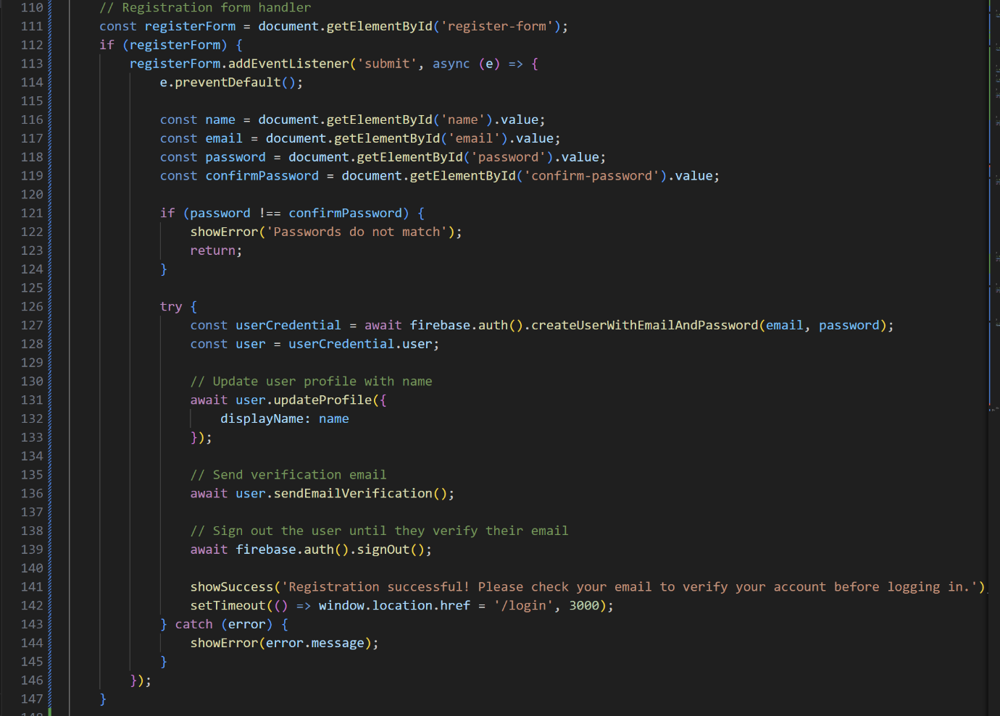 110 // Registration form handler
111 const registerForm = document.getElementById('register-form');
112 if (registerForm) {
113 registerForm.addEventListener('submit', async (e) => {
114 e.preventDefault();
115
116 const name = document.getElementById('name').value;
117 const email = document.getElementById('email').value;
118 const password = document.getElementById('password').value;
119 const confirmPassword = document.getElementById('confirm-password').value;
120
121 if (password !== confirmPassword) {
122 showError('Passwords do not match');
123 return;
124 }
125
126 try {
127 const userCredential = await firebase.auth().createUserWithEmailAndPassword(email, password);
128 const user = userCredential.user;
129
130 // Update user profile with name
131 await user.updateProfile({
132 displayName: name
133 });
134
135 // Send verification email
136 await user.sendEmailVerification();
137
138 // Sign out the user until they verify their email
139 await firebase.auth().signOut();
140
141 showSuccess('Registration successful! Please check your email to verify your account before logging in.')
142 setTimeout(() => window.location.href = '/login', 3000);
143 } catch (error) {
144 showError(error.message);
145 }
146 });
147 }